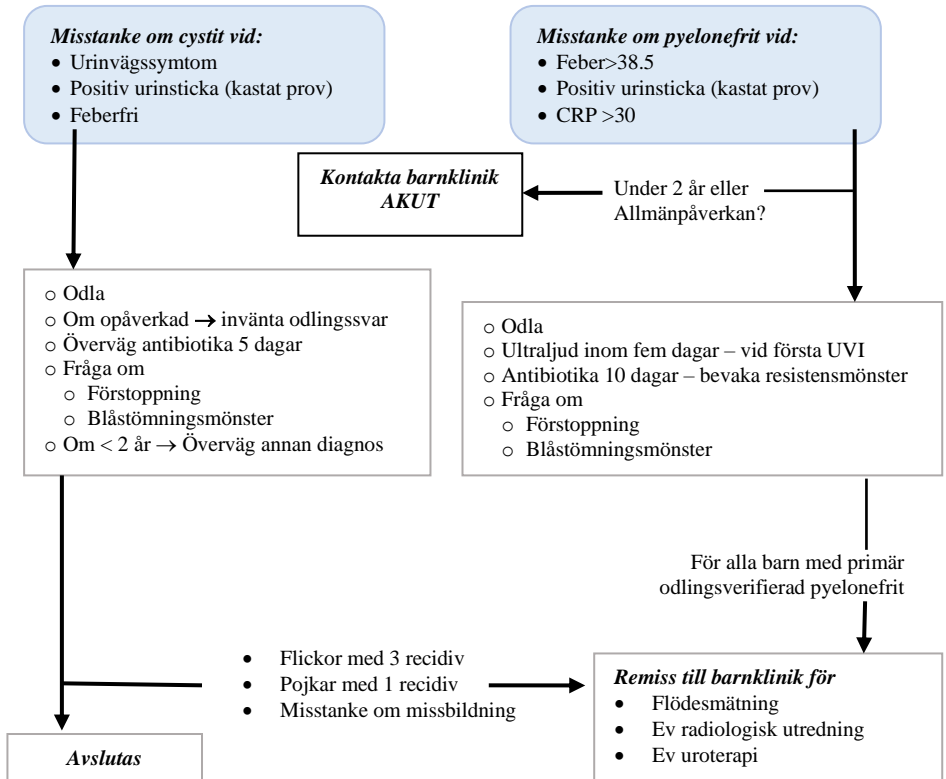 Misstanke om cystit vid:
• Urinvägssymtom
• Positiv urinsticka (kastat prov)
• Feberfri
Misstanke om pyelonefrit vid:
• Feber>38.5
• Positiv urinsticka (kastat prov)
• CRP >30
Kontakta barnklinik
AKUT
Under 2 år eller
Allmänpåverkan?
o Odla
o Om opåverkad → invänta odlingssvar
o Överväg antibiotika 5 dagar
o Fråga om
o Förstoppning
o Blåstömningsmönster
o Om < 2 år → Överväg annan diagnos
o Odla
o Ultraljud inom fem dagar – vid första UVI
o Antibiotika 10 dagar – bevaka resistensmönster
o Fråga om
o Förstoppning
o Blåstömningsmönster
För alla barn med primär
odlingsverifierad pyelonefrit
• Flickor med 3 recidiv
• Pojkar med 1 recidiv
• Misstanke om missbildning
Remiss till barnklinik för
• Flödesmätning
• Ev radiologisk utredning
• Ev uroterapi
Avslutas